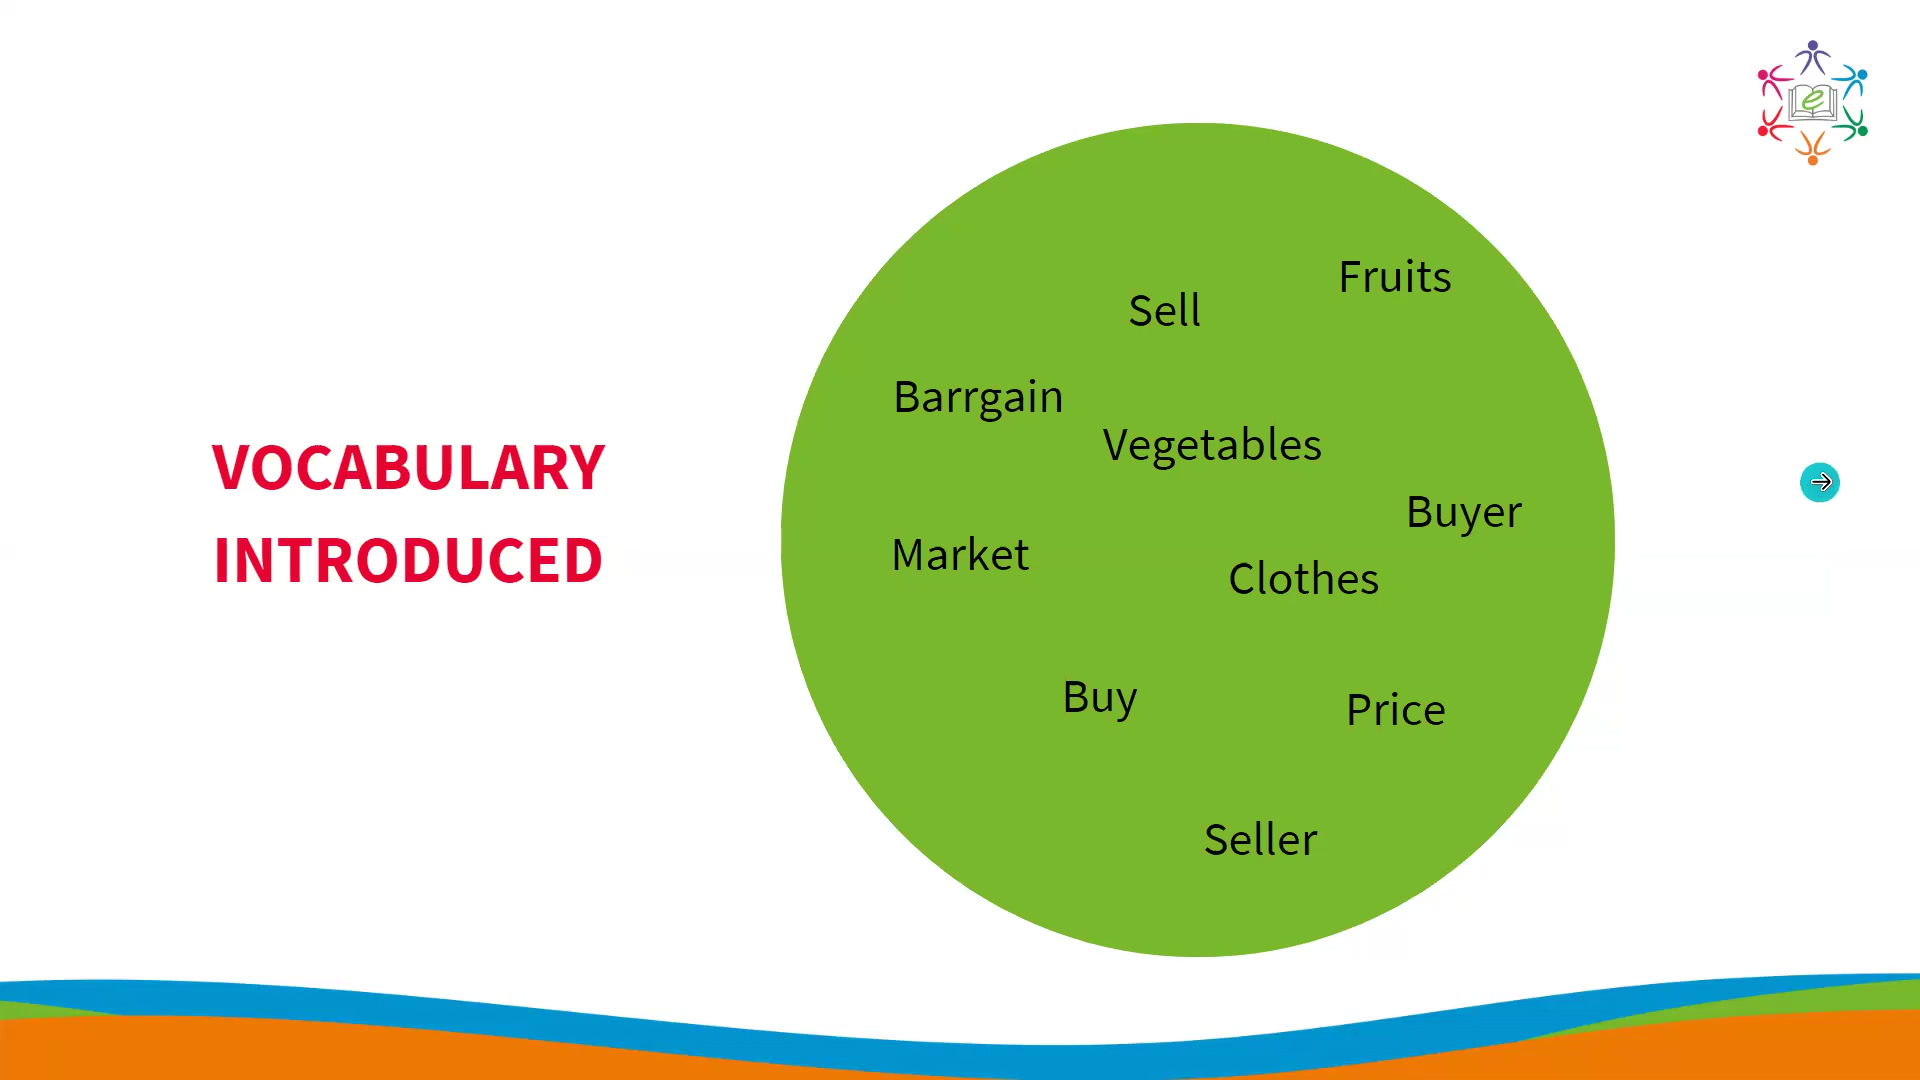 VOCABULARY
INTRODUCED
Fruits
Sell
Barrgain
Vegetables
Buyer
Market
Clothes
Buy
Price
Seller
e